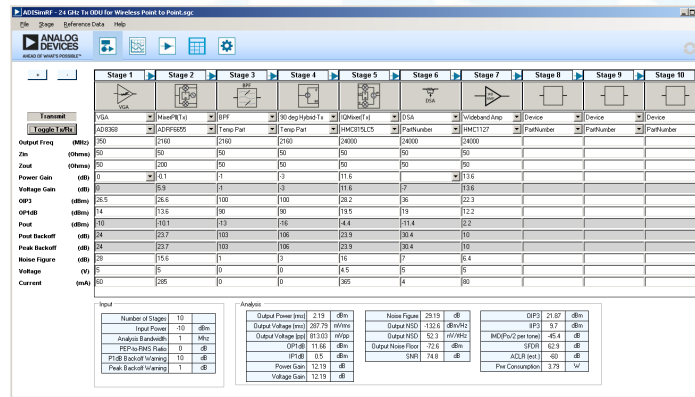 ADISimRF - 24 GHz Tx ODU for Wireless Point to Point.sgc
File Stage Reference Data Help
ANALOG DEVICES
AHEAD OF WHAT'S POSSIBLE™
+ - Stage 1 Stage 2 Stage 3 Stage 4 Stage 5 Stage 6 Stage 7 Stage 8 Stage 9 Stage 10
VGA BPF DSA
Transmit VGA MixerPll(Tx) BPF 90 deg Hybrid-Tx IQMixer(Tx) DSA Wideband Amp Device Device Device
Toggle Tx/Rx AD8368 ADRF6655 Temp Part Temp Part HMC815LC5 PartNumber HMC1127 PartNumber PartNumber PartNumber
Output Freq (MHz) 350 2160 2160 2160 24000 24000 24000
Zin (Ohms) 50 50 50 50 50 50 50
Zout (Ohms) 50 200 50 50 50 50 50
Power Gain (dB) 0 -0.1 -1 -3 11.6 13.6
Voltage Gain (dB) 0 5.9 -1 -3 11.6 -7 13.6
OIP3 (dBm) 26.5 26.6 100 100 28.2 36 22.3
OP1dB (dBm) 14 13.6 90 90 19.5 19 12.2
Pout (dBm) -10 -10.1 -13 -16 -4.4 -11.4 2.2
Pout Backoff (dB) 24 23.7 103 106 23.9 30.4 10
Peak Backoff (dB) 24 23.7 103 106 23.9 30.4 10
Noise Figure (dB) 28 15.6 1 3 16 7 6.4
Voltage (V) 5 5 0 0 4.5 5 5
Current (mA) 60 285 0 0 365 4 80
Input Analysis
Number of Stages 10 Output Power (rms) 2.19 dBm Noise Figure 29.19 dB OIP3 21.87 dBm
Input Power -10 dBm Output Voltage (rms) 287.79 mVrms Output NSD -132.6 dBm/Hz IIP3 9.7 dBm
Analysis Bandwidth 1 Mhz Output Voltage (pp) 813.03 mVpp Output NSD 52.3 nV/rtHz IMD(Po/2 per tone) -45.4 dB
PEP-to-RMS Ratio 0 dB OP1dB 11.66 dBm Output Noise Floor -72.6 dBm SFDR 62.9 dB
P1dB Backoff Warning 10 dB IP1dB 0.5 dBm SNR 74.8 dB ACLR (est.) -60 dB
Peak Backoff Warning 1 dB Power Gain 12.19 dB Pwr Consumption 3.79 W
Voltage Gain 12.19 dB